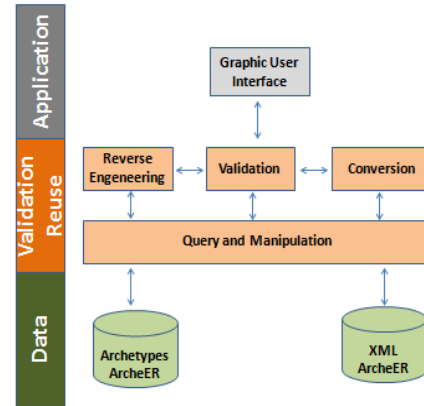 Application
Graphic User
Interface
Validation
Reuse
Reverse
Engeneering
Validation
Conversion
Query and Manipulation
Data
Archetypes
ArcheER
XML
ArcheER